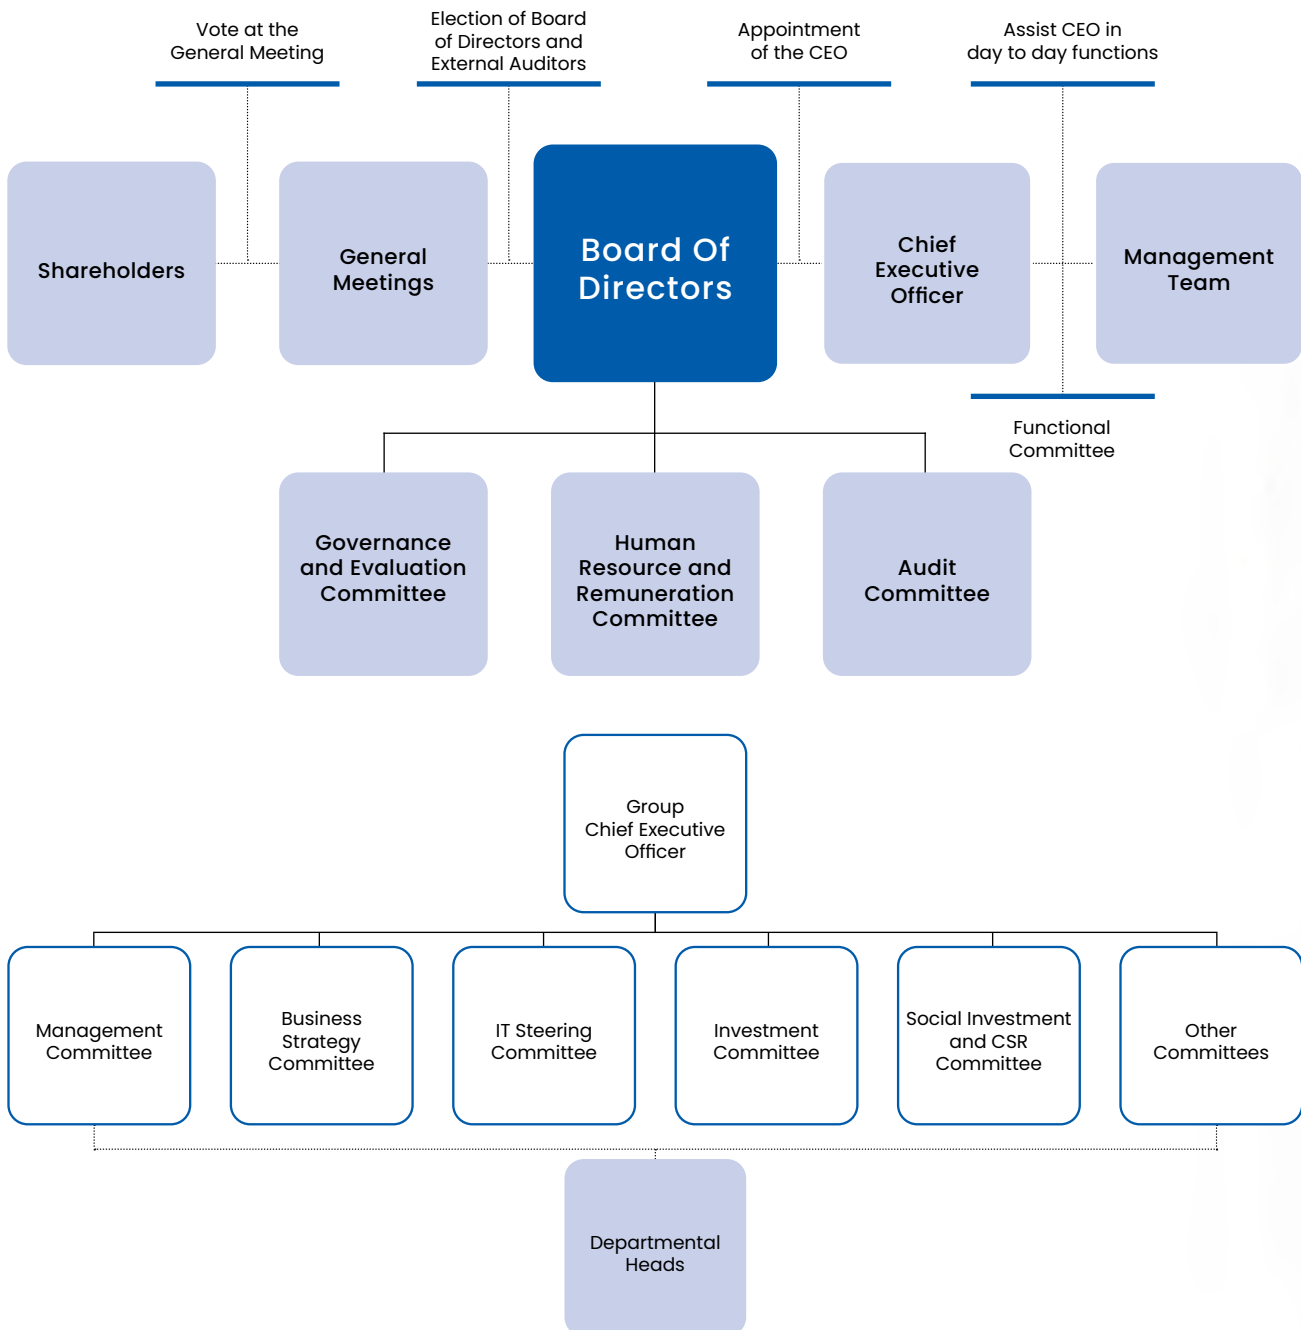 Vote at the
General Meeting
Election of Board
of Directors and
External Auditors
Appointment
of the CEO
Assist CEO in
day to day functions
Shareholders
General
Meetings
Board Of
Directors
Chief
Executive
Officer
Management
Team
Functional
Committee
Governance
and Evaluation
Committee
Human
Resource and
Remuneration
Committee
Audit
Committee
Group
Chief Executive
Officer
Management
Committee
Business
Strategy
Committee
IT Steering
Committee
Investment
Committee
Social Investment
and CSR
Committee
Other
Committees
Departmental
Heads